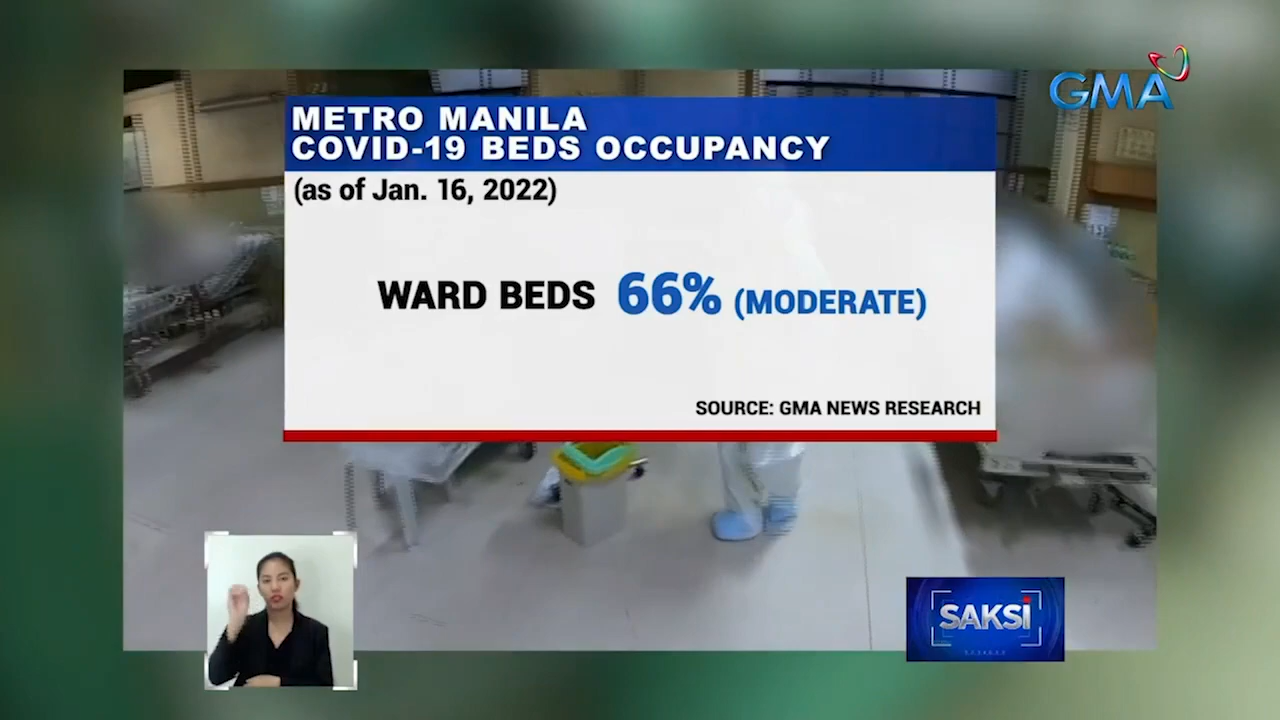 GMA
METRO MANILA
COVID-19 BEDS OCCUPANCY
(as of Jan. 16, 2022)
WARD BEDS 66% (MODERATE)
SOURCE: GMA NEWS RESEARCH
SAKSI